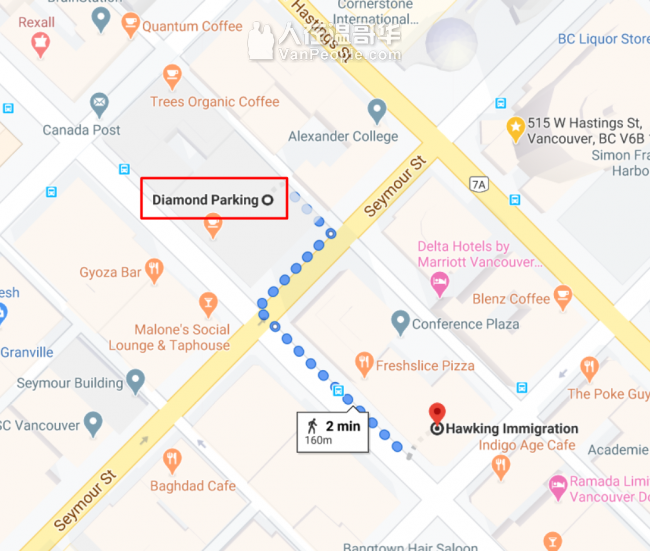 Brainstation
Rexall
Quantum Coffee
Hastings St
Cornerstone
International...
人在温哥华
VanPeople.com
BC Liquor Store
Trees Organic Coffee
Canada Post
Alexander College
515 W Hastings St,
Vancouver, BC V6B
Simon Fra
Harbo
Seymour St
7A
Diamond Parking
Delta Hotels by
Marriott Vancouver...
Gyoza Bar
Blenz Coffee
Malone's Social
Lounge & Taphouse
Conference Plaza
esh
Granville
Freshslice Pizza
Seymour Building
The Poke Guy
SC Vancouver
2 min
160m
Hawking Immigration
Indigo Age Cafe
Academie
Baghdad Cafe
Ramada Limi
Vancouver Do
Seymour St
Bangtown Hair Saloon